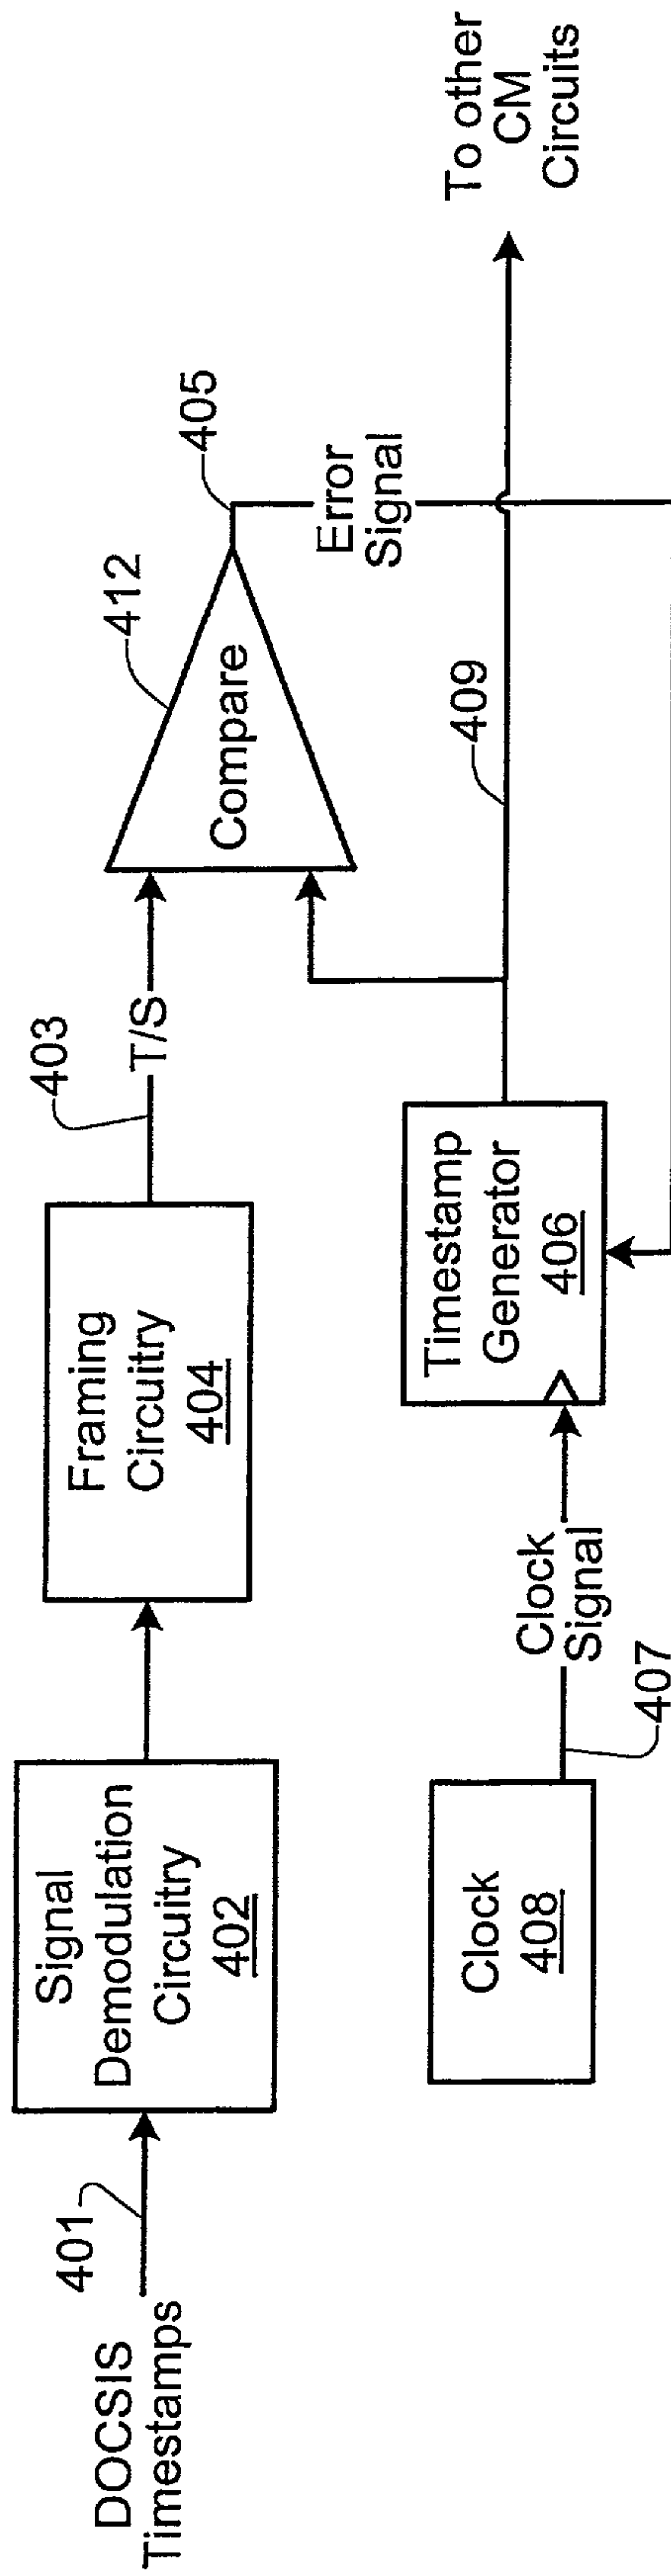 DOCSIS
Timestamps
401
Signal
Demodulation
Circuitry
402
Framing
Circuitry
404
403
T/S
Compare
412
405
Error
Signal
Clock
408
407
Clock
Signal
Timestamp
Generator
406
409
To other
CM
Circuits